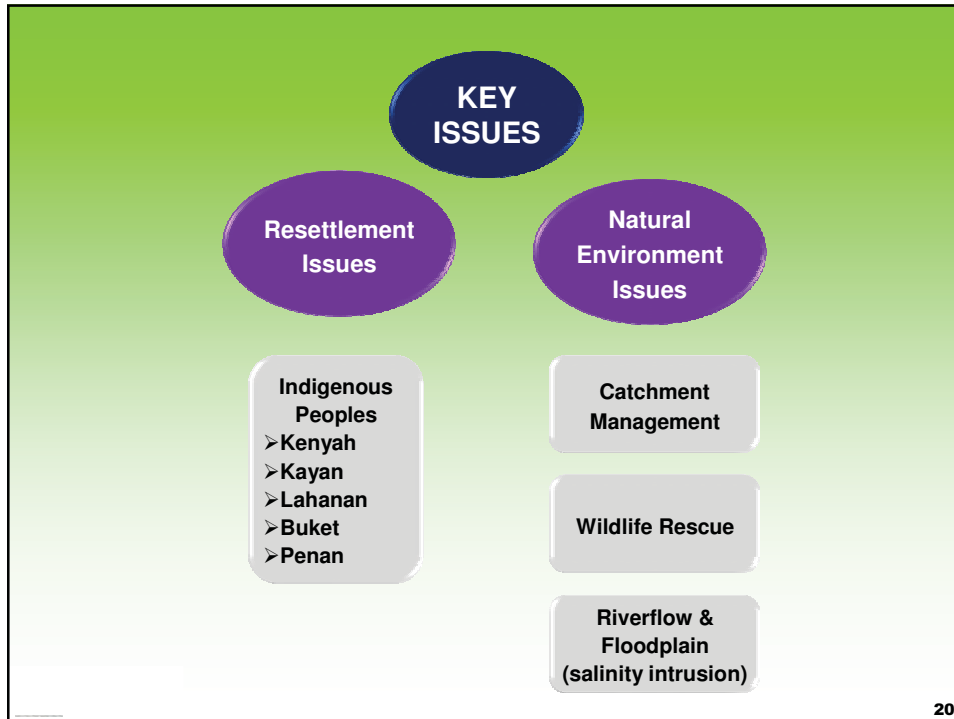 KEY
ISSUES
Resettlement
Issues
Natural
Environment
Issues
Indigenous
Peoples
➢Kenyah
➢Kayan
➢Lahanan
➢Buket
➢Penan
Catchment
Management
Wildlife Rescue
Riverflow &
Floodplain
(salinity intrusion)
20